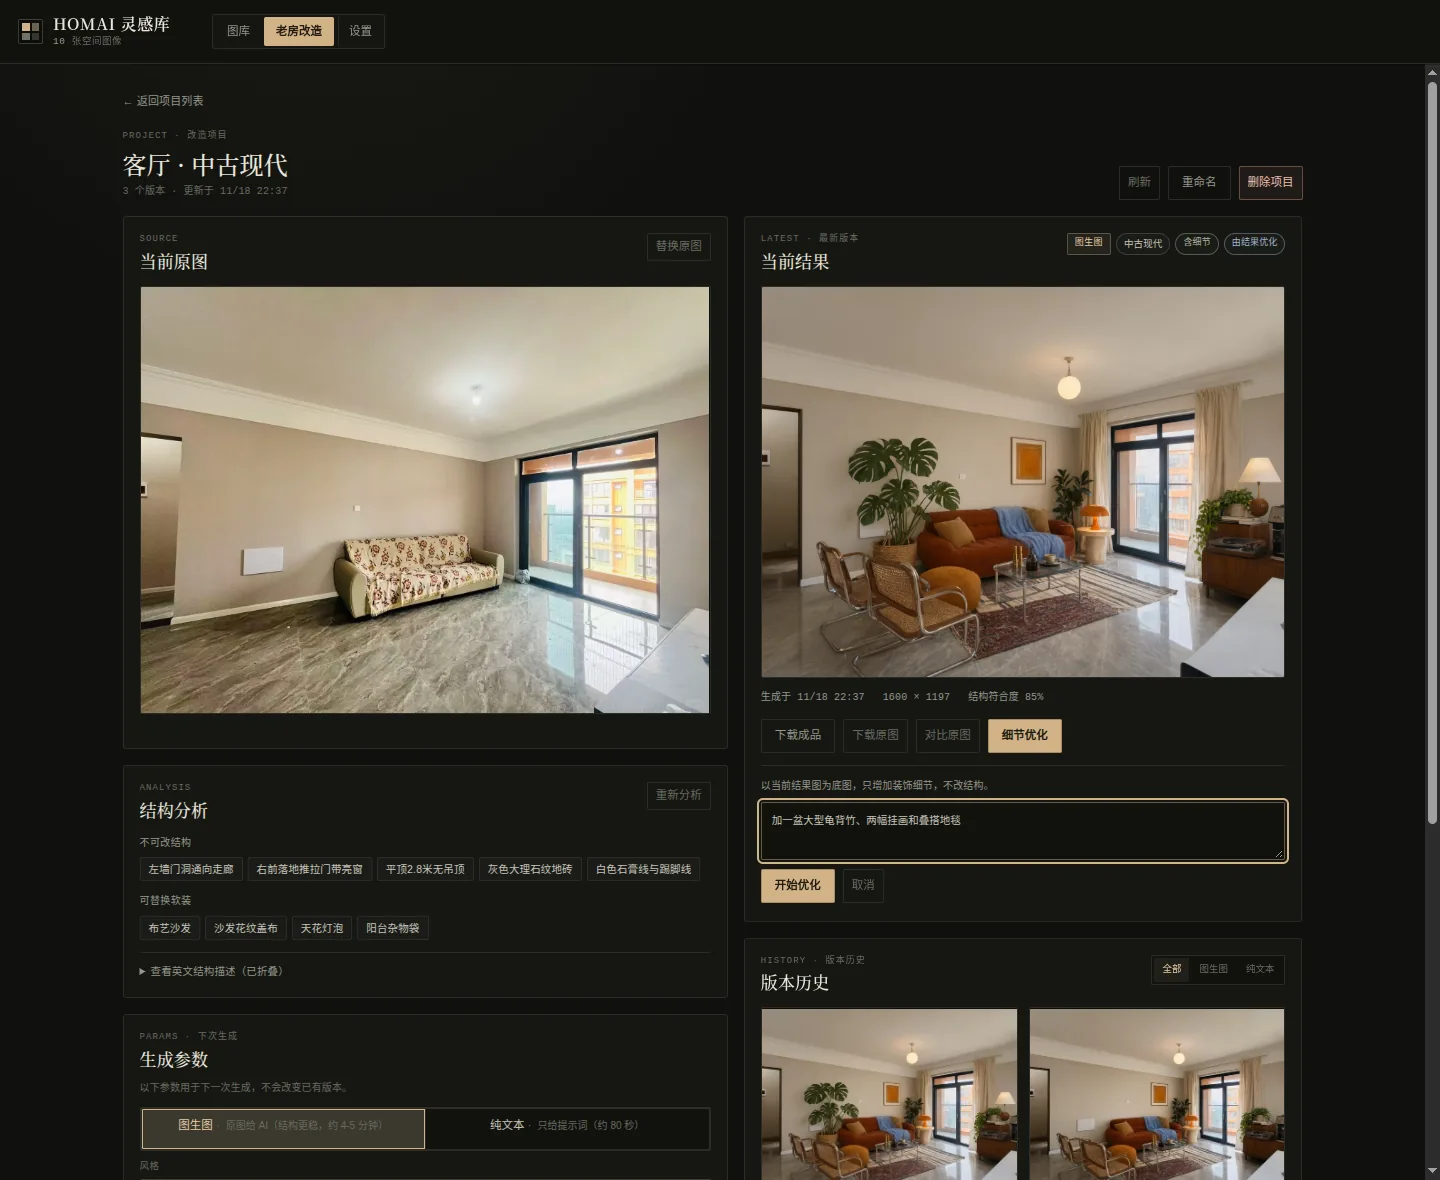 HOMAI 灵感库
10 张空间图像
图库
老房改造
设置
← 返回项目列表
PROJECT · 改造项目
客厅 · 中古现代
3 个版本 · 更新于 11/18 22:37
刷新
重命名
删除项目
SOURCE
当前原图
替换原图
LATEST · 最新版本
当前结果
图生图
中古现代
含细节
由结果优化
生成于 11/18 22:37 1600 × 1197 结构符合度 85%
下载成品
下载原图
对比原图
细节优化
以当前结果图为底图，只增加装饰细节，不改结构。
加一盆大型龟背竹、两幅挂画和叠搭地毯
开始优化
取消
ANALYSIS
结构分析
重新分析
不可改结构
左墙门洞通向走廊
右前落地推拉门带亮窗
平顶2.8米无吊顶
灰色大理石纹地砖
白色石膏线与踢脚线
可替换软装
布艺沙发
沙发花纹盖布
天花灯泡
阳台杂物袋
▶ 查看英文结构描述（已折叠）
HISTORY · 版本历史
版本历史
全部
图生图
纯文本
PARAMS · 下次生成
生成参数
以下参数用于下一次生成，不会改变已有版本。
图生图 · 原图给 AI（结构更稳，约 4-5 分钟）
纯文本 · 只给提示词（约 80 秒）
风格